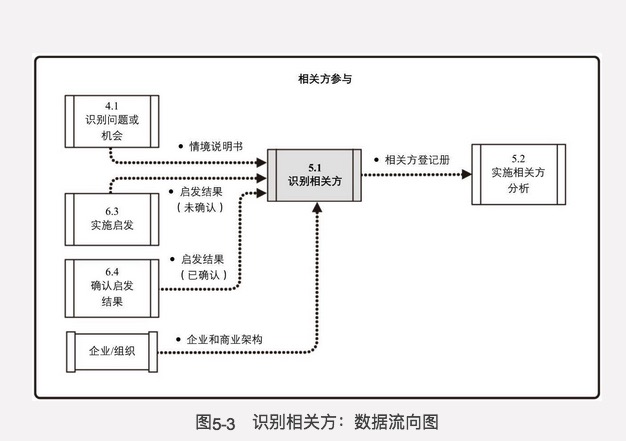 相关方参与
4.1
识别问题或
机会
• 情境说明书
6.3
实施启发
• 启发结果
（未确认）
6.4
确认启发
结果
• 启发结果
（已确认）
企业/组织
• 企业和商业架构
5.1
识别相关方
• 相关方登记册
5.2
实施相关方
分析
图5-3 识别相关方：数据流向图